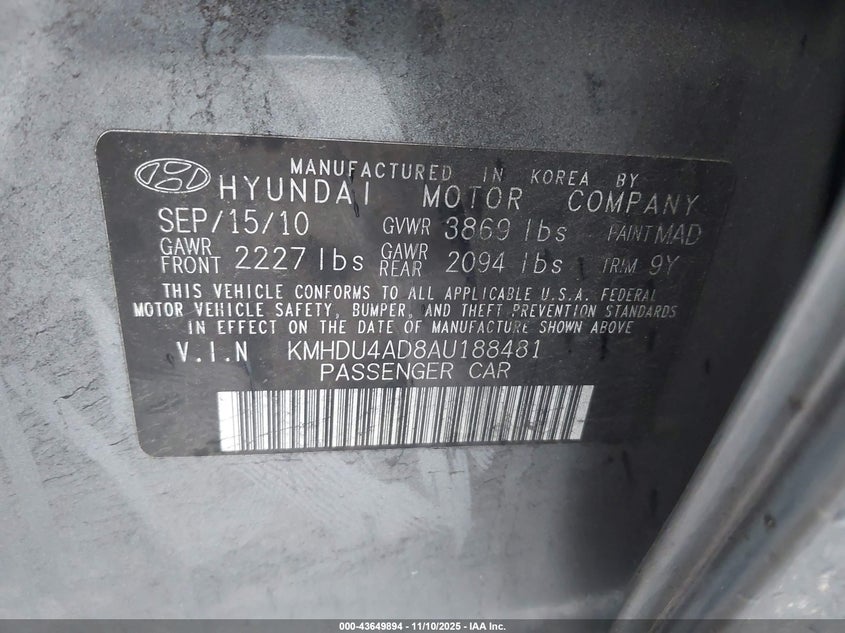 MANUFACTURED IN KOREA BY
HYUNDAI MOTOR COMPANY
SEP/15/10 GVWR 3869 lbs PAINT MAD
GAWR FRONT 2227 lbs GAWR REAR 2094 lbs TRIM 9Y
THIS VEHICLE CONFORMS TO ALL APPLICABLE U.S.A. FEDERAL
MOTOR VEHICLE SAFETY, BUMPER, AND THEFT PREVENTION STANDARDS
IN EFFECT ON THE DATE OF MANUFACTURE SHOWN ABOVE
V.I.N KMHDU4AD8AU188481
PASSENGER CAR
000-43649894 - 11/10/2025 - IAA Inc.